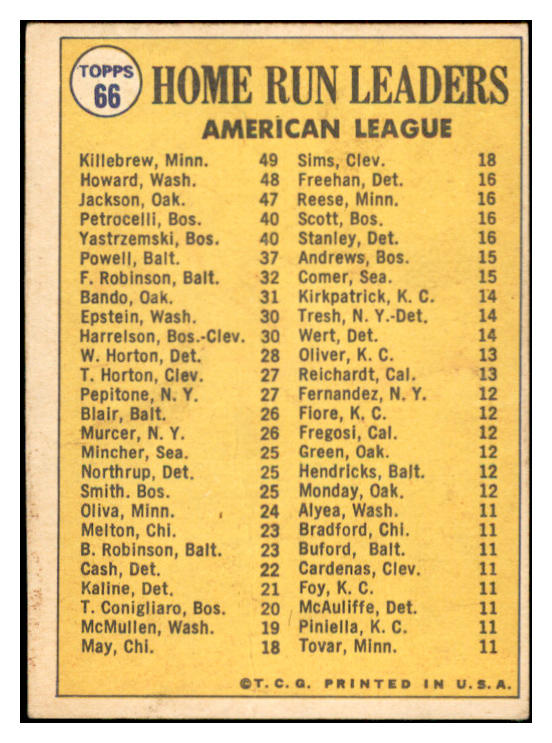 TOPPS
66
HOME RUN LEADERS
AMERICAN LEAGUE
Killebrew, Minn. 49
Howard, Wash. 48
Jackson, Oak. 47
Petrocelli, Bos. 40
Yastrzemski, Bos. 40
Powell, Balt. 37
F. Robinson, Balt. 32
Bando, Oak. 31
Epstein, Wash. 30
Harrelson, Bos.-Clev. 30
W. Horton, Det. 28
T. Horton, Clev. 27
Pepitone, N. Y. 27
Blair, Balt. 26
Murcer, N. Y. 26
Mincher, Sea. 25
Northrup, Det. 25
Smith. Bos. 25
Oliva, Minn. 24
Melton, Chi. 23
B. Robinson, Balt. 23
Cash, Det. 22
Kaline, Det. 21
T. Conigliaro, Bos. 20
McMullen, Wash. 19
May, Chi. 18
Sims, Clev. 18
Freehan, Det. 16
Reese, Minn. 16
Scott, Bos. 16
Stanley, Det. 16
Andrews, Bos. 15
Comer, Sea. 15
Kirkpatrick, K. C. 14
Tresh, N. Y.-Det. 14
Wert, Det. 14
Oliver, K. C. 13
Reichardt, Cal. 13
Fernandez, N. Y. 12
Fiore, K. C. 12
Fregosi, Cal. 12
Green, Oak. 12
Hendricks, Balt. 12
Monday, Oak. 12
Alyea, Wash. 11
Bradford, Chi. 11
Buford, Balt. 11
Cardenas, Clev. 11
Foy, K. C. 11
McAuliffe, Det. 11
Piniella, K. C. 11
Tovar, Minn. 11
©T. C. G. PRINTED IN U.S.A.